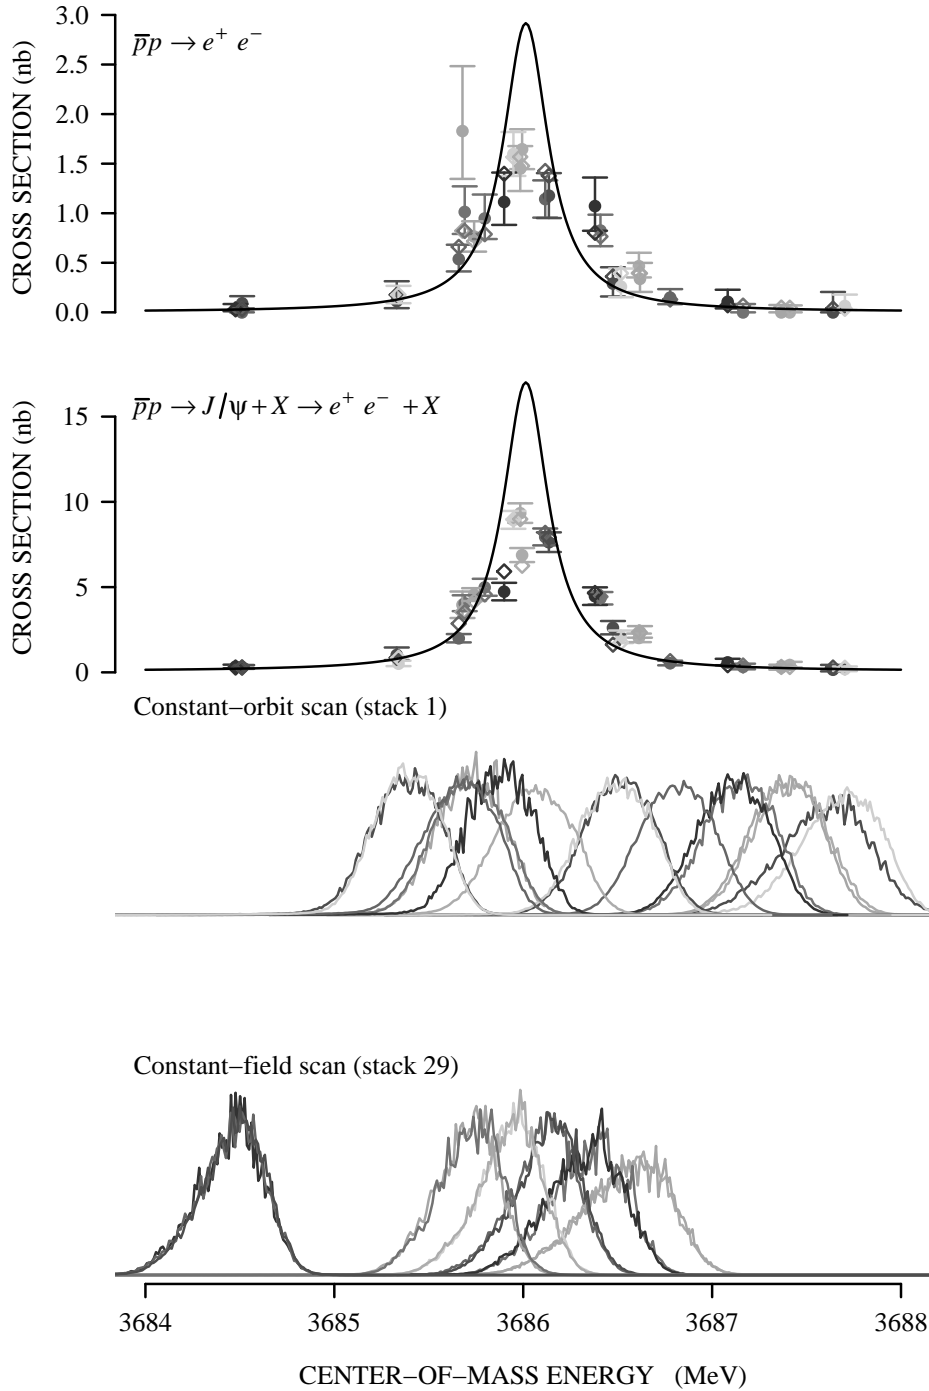 3.0
p̅p → e⁺ e⁻
2.5
2.0
1.5
1.0
0.5
0.0
CROSS SECTION (nb)
p̅p → J/ψ + X → e⁺ e⁻ + X
15
10
5
0
CROSS SECTION (nb)
Constant−orbit scan (stack 1)
Constant−field scan (stack 29)
3684 3685 3686 3687 3688
CENTER−OF−MASS ENERGY (MeV)